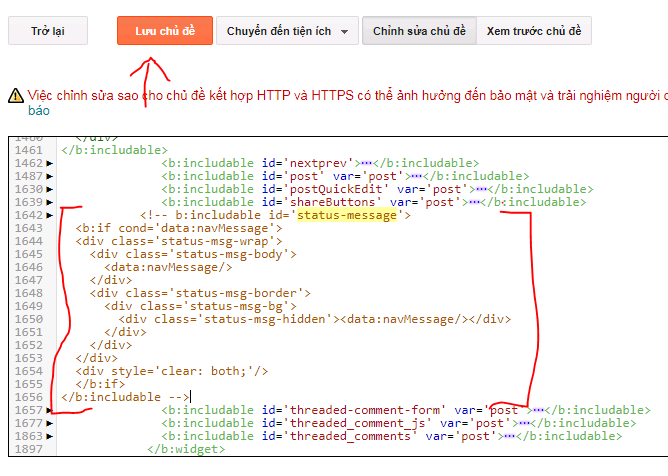 Trở lại Lưu chủ đề Chuyển đến tiện ích Chỉnh sửa chủ đề Xem trước chủ đề
Việc chỉnh sửa sao cho chủ đề kết hợp HTTP và HTTPS có thể ảnh hưởng đến bảo mật và trải nghiệm người
báo
1460 </div>
1461 </b:includable>
1462 <b:includable id='nextprev'>⋯</b:includable>
1487 <b:includable id='post' var='post'>⋯</b:includable>
1630 <b:includable id='postQuickEdit' var='post'>⋯</b:includable>
1639 <b:includable id='shareButtons' var='post'>⋯</b:includable>
1642 <!-- b:includable id='status-message'>
1643 <b:if cond='data:navMessage'>
1644 <div class='status-msg-wrap'>
1645 <div class='status-msg-body'>
1646 <data:navMessage/>
1647 </div>
1648 <div class='status-msg-border'>
1649 <div class='status-msg-bg'>
1650 <div class='status-msg-hidden'><data:navMessage/></div>
1651 </div>
1652 </div>
1653 </div>
1654 <div style='clear: both;'/>
1655 </b:if>
1656 </b:includable -->
1657 <b:includable id='threaded-comment-form' var='post'>⋯</b:includable>
1677 <b:includable id='threaded_comment_js' var='post'>⋯</b:includable>
1863 <b:includable id='threaded_comments' var='post'>⋯</b:includable>
1897 </b:widget>